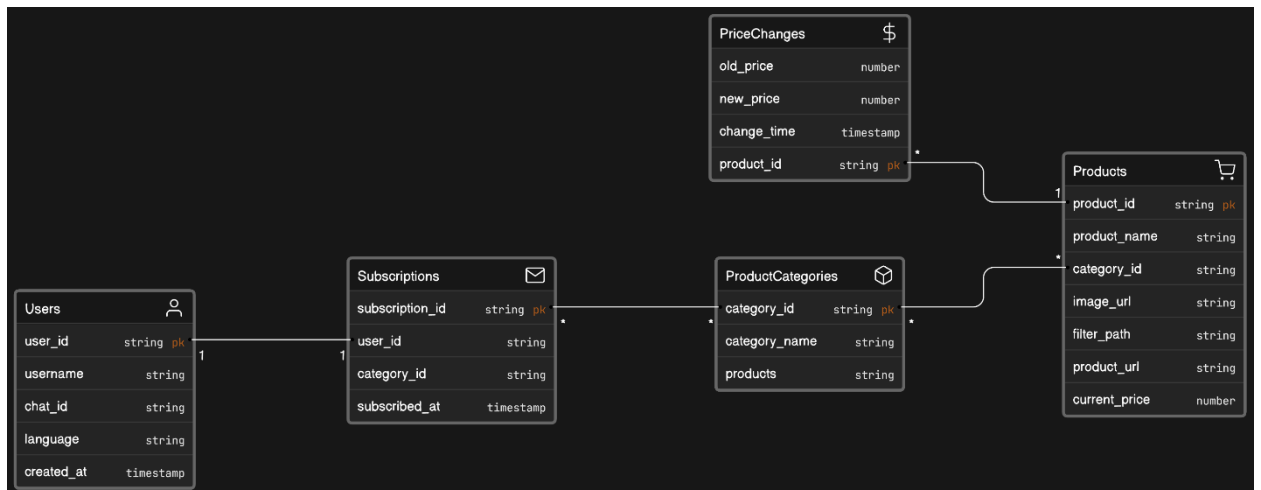 PriceChanges $
old_price number
new_price number
change_time timestamp
product_id string pk
*
1
Products
product_id string pk
product_name string
category_id string
*
image_url string
filter_path string
product_url string
current_price number
Subscriptions
subscription_id string pk
*
user_id string
1
category_id string
subscribed_at timestamp
ProductCategories
category_id string pk
*
*
category_name string
products string
Users
user_id string pk
1
username string
chat_id string
language string
created_at timestamp